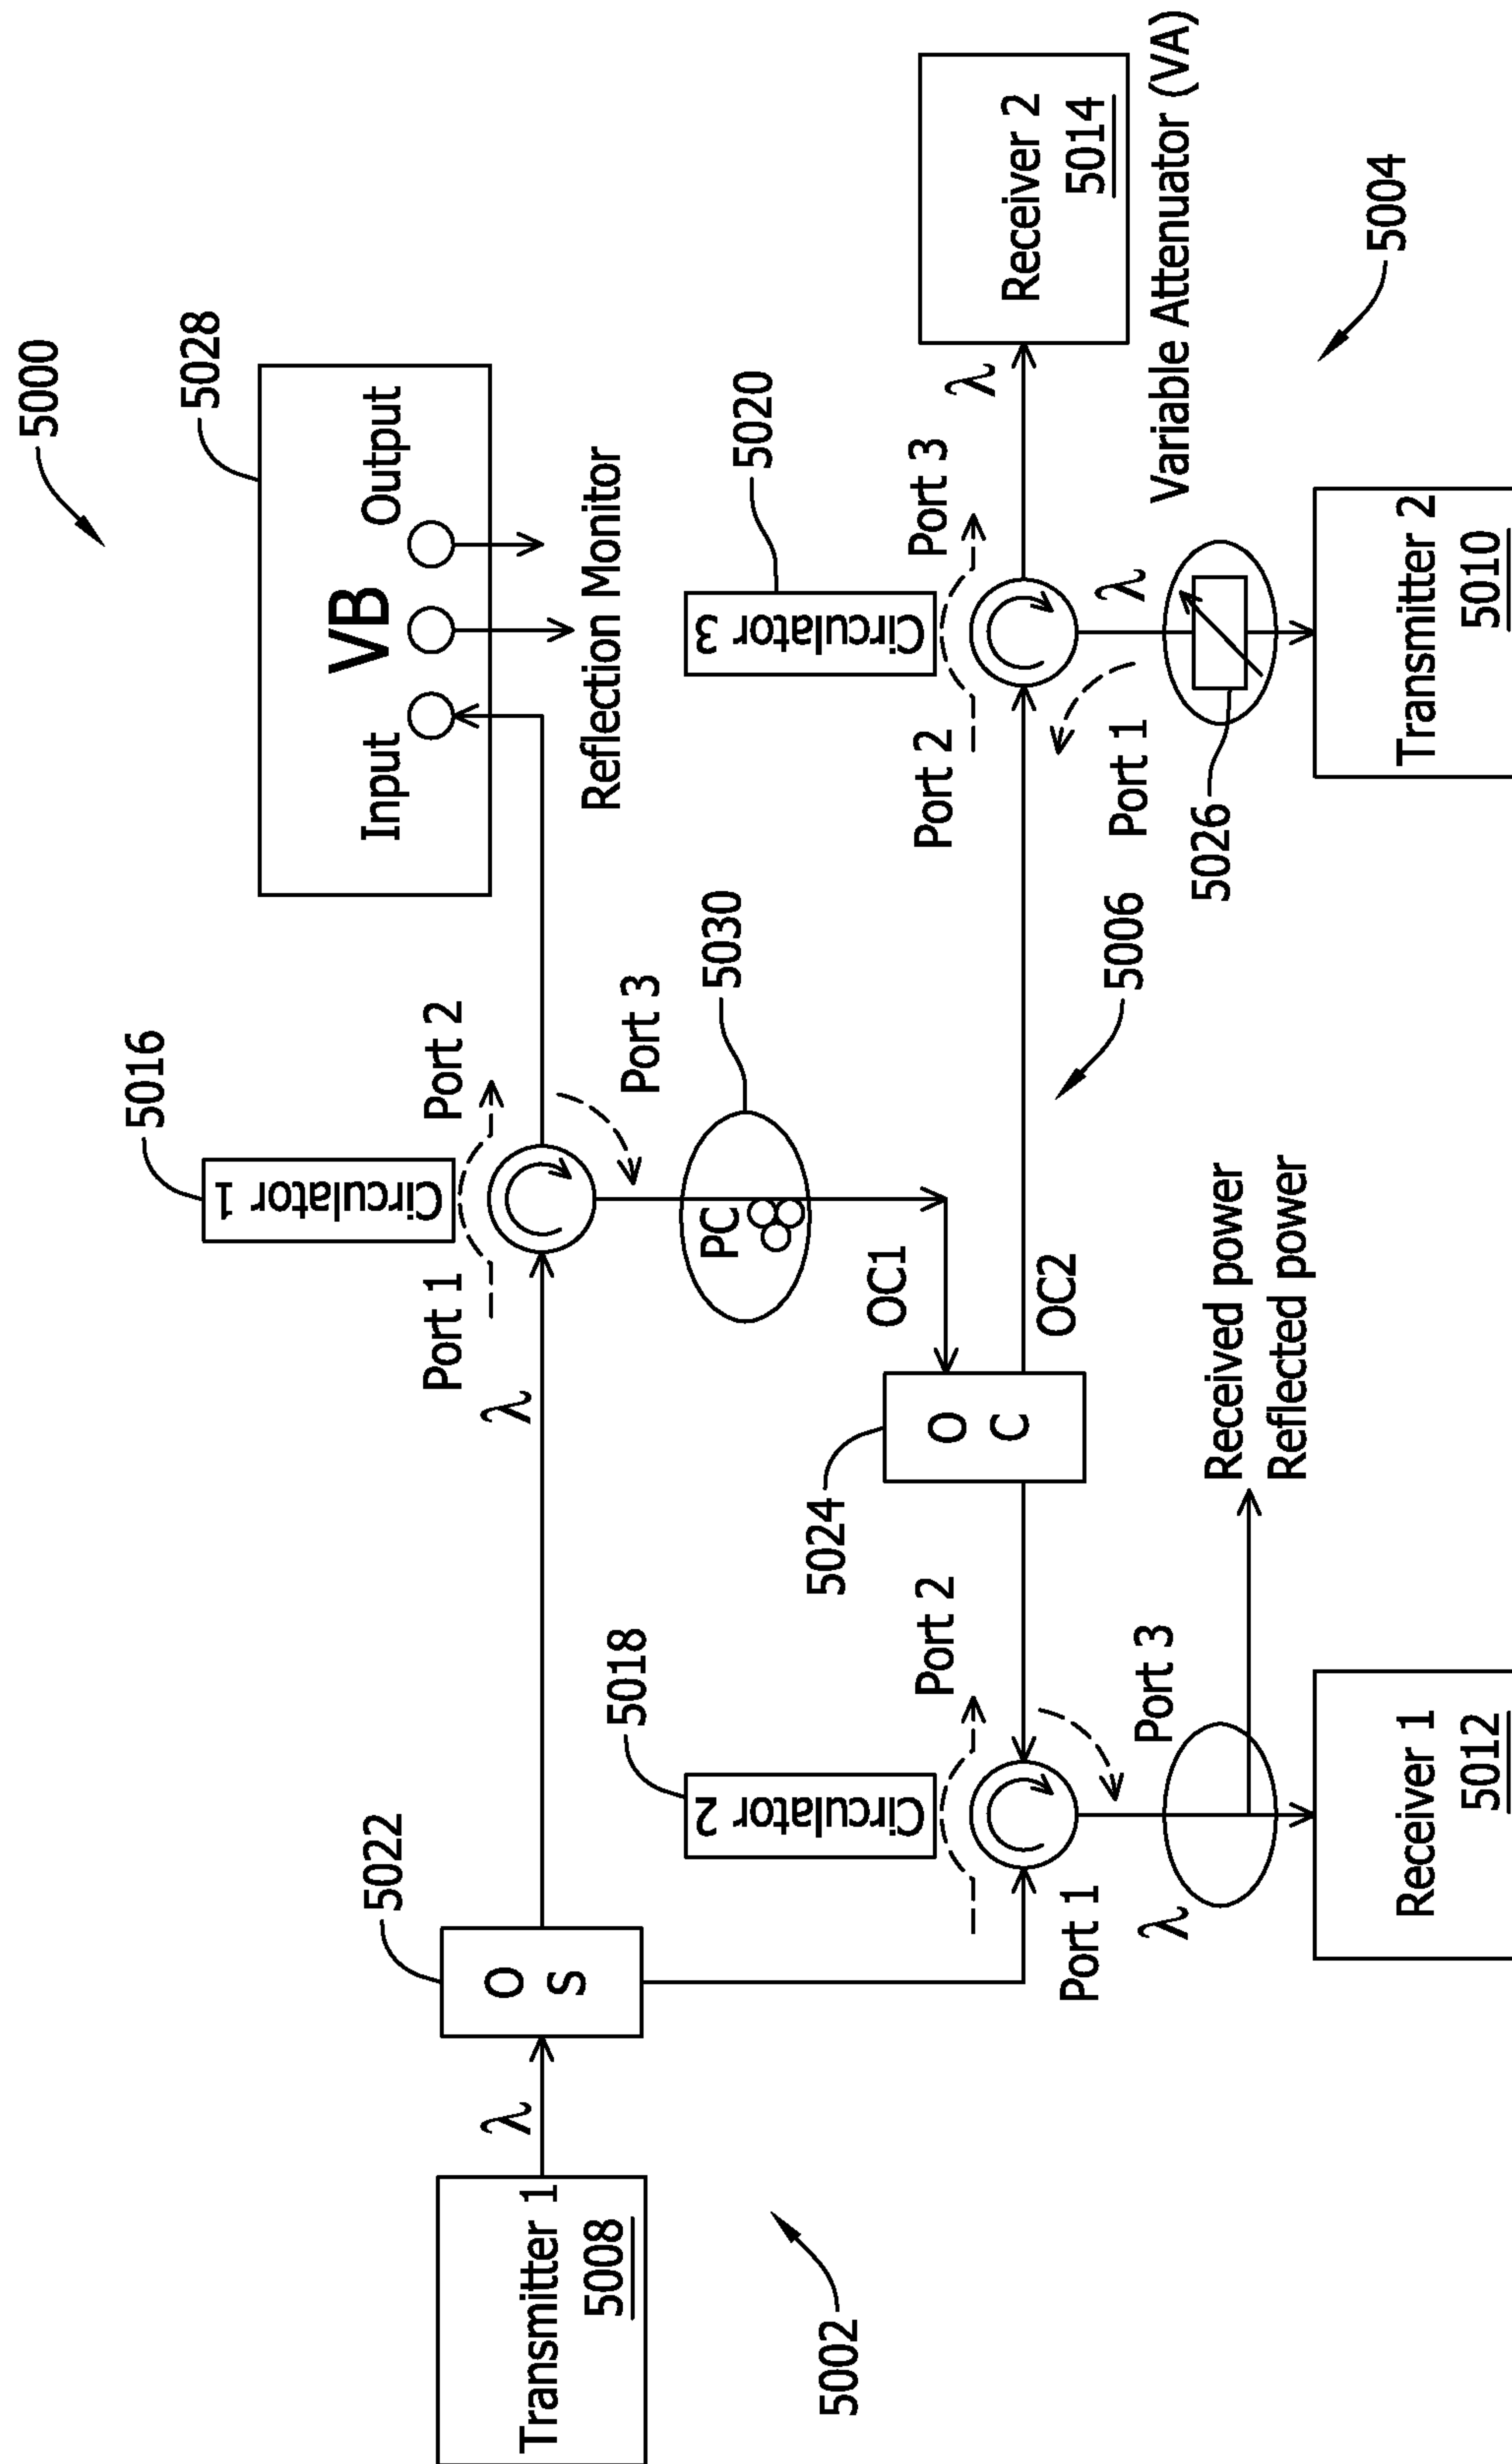 5000
5028
Input
VB
Output
Reflection Monitor
5016
Circulator 1
Port 1
Port 2
Port 3
λ
5030
PC
OC1
5022
O
S
λ
Transmitter 1
5008
5002
5018
Circulator 2
Port 2
Port 1
Port 3
λ
5024
O
C
OC2
Received power
Reflected power
Receiver 1
5012
5006
5020
Circulator 3
Port 2
Port 3
Port 1
λ
λ
Receiver 2
5014
Variable Attenuator (VA)
5026
Transmitter 2
5010
5004